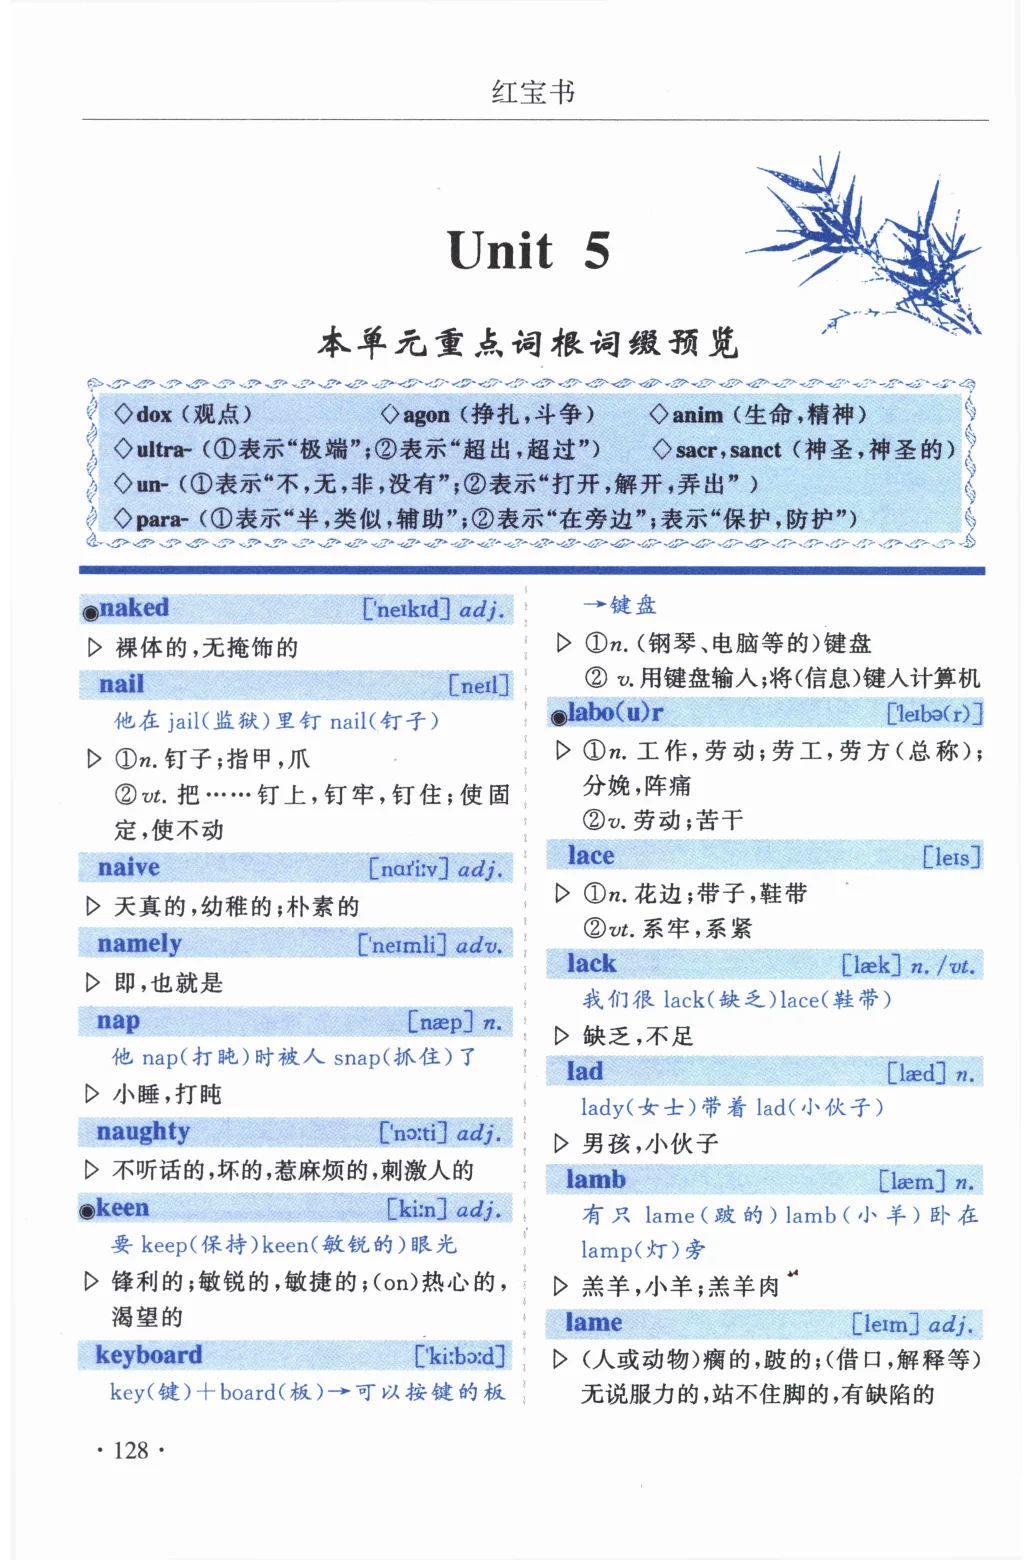 红宝书
Unit 5
本单元重点词根词缀预览
◇dox（观点） ◇agon（挣扎,斗争） ◇anim（生命,精神）
◇ultra-（①表示“极端”;②表示“超出,超过”） ◇sacr,sanct（神圣,神圣的）
◇un-（①表示“不,无,非,没有”;②表示“打开,解开,弄出”）
◇para-（①表示“半,类似,辅助”;②表示“在旁边”;表示“保护,防护”）
naked ['neɪkɪd] adj.
▷ 裸体的,无掩饰的
nail [neɪl]
他在 jail(监狱)里钉 nail(钉子)
▷ ①n. 钉子;指甲,爪
②vt. 把……钉上,钉牢,钉住;使固
定,使不动
naive [nɑɪ'iːv] adj.
▷ 天真的,幼稚的;朴素的
namely ['neɪmli] adv.
▷ 即,也就是
nap [næp] n.
他 nap(打盹)时被人 snap(抓住)了
▷ 小睡,打盹
naughty ['nɔːti] adj.
▷ 不听话的,坏的,惹麻烦的,刺激人的
keen [kiːn] adj.
要 keep(保持)keen(敏锐的)眼光
▷ 锋利的;敏锐的,敏捷的;(on)热心的,
渴望的
keyboard ['kiːbɔːd]
key(键)＋board(板)→可以按键的板
→键盘
▷ ①n. (钢琴、电脑等的)键盘
② v. 用键盘输入;将(信息)键入计算机
labo(u)r ['leɪbə(r)]
▷ ①n. 工作,劳动;劳工,劳方(总称);
分娩,阵痛
②v. 劳动;苦干
lace [leɪs]
▷ ①n. 花边;带子,鞋带
②vt. 系牢,系紧
lack [læk] n. /vt.
我们很 lack(缺乏)lace(鞋带)
▷ 缺乏,不足
lad [læd] n.
lady(女士)带着 lad(小伙子)
▷ 男孩,小伙子
lamb [læm] n.
有只 lame(跛的)lamb(小羊)卧在
lamp(灯)旁
▷ 羔羊,小羊;羔羊肉
lame [leɪm] adj.
▷ (人或动物)瘸的,跛的;(借口,解释等)
无说服力的,站不住脚的,有缺陷的
· 128 ·